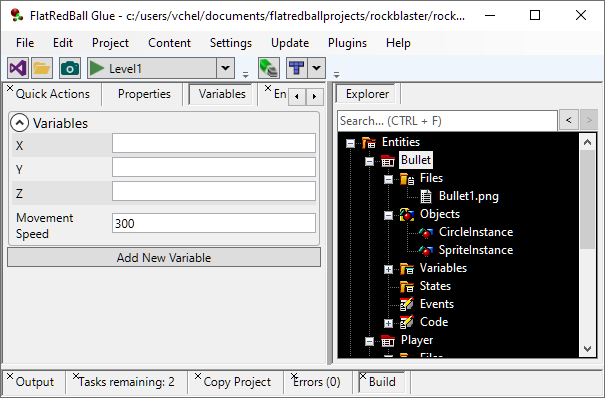 FlatRedBall Glue - c:/users/vchel/documents/flatredballprojects/rockblaster/rock...
File Edit Project Content Settings Update Plugins Help
Level1
Quick Actions Properties Variables En
Explorer
Search... (CTRL + F) < >
Variables
X
Y
Z
Movement Speed 300
Add New Variable
Entities
Bullet
Files
Bullet1.png
Objects
CircleInstance
SpriteInstance
Variables
States
Events
Code
Player
Files
Output Tasks remaining: 2 Copy Project Errors (0) Build